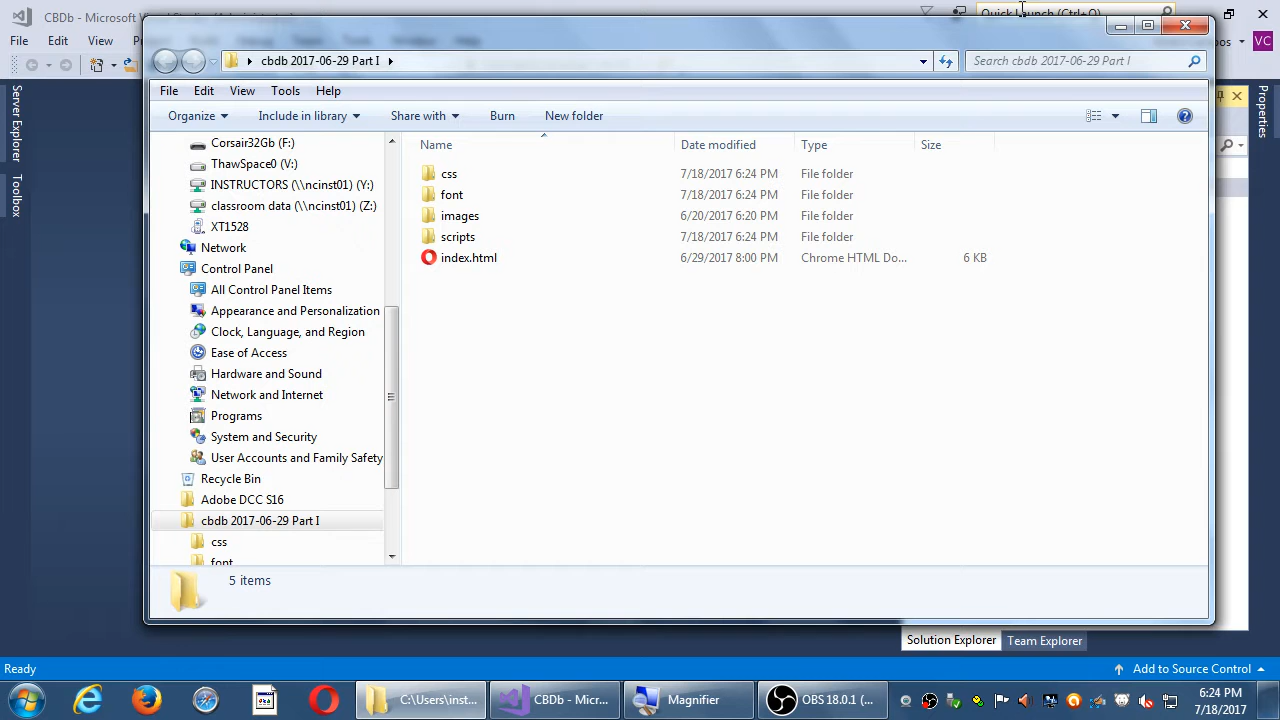 CBDb - Microsoft Vis
Quick Launch (Ctrl+Q)
File Edit View
VC
cbdb 2017-06-29 Part I
Search cbdb 2017-06-29 Part I
File Edit View Tools Help
Organize Include in library Share with Burn New folder
Name Date modified Type Size
css 7/18/2017 6:24 PM File folder
font 7/18/2017 6:24 PM File folder
images 6/20/2017 6:20 PM File folder
scripts 7/18/2017 6:24 PM File folder
index.html 6/29/2017 8:00 PM Chrome HTML Do... 6 KB
Corsair32Gb (F:)
ThawSpace0 (V:)
INSTRUCTORS (\\ncinst01) (Y:)
classroom data (\\ncinst01) (Z:)
XT1528
Network
Control Panel
All Control Panel Items
Appearance and Personalization
Clock, Language, and Region
Ease of Access
Hardware and Sound
Network and Internet
Programs
System and Security
User Accounts and Family Safety
Recycle Bin
Adobe DCC S16
cbdb 2017-06-29 Part I
css
font
5 items
Server Explorer
Toolbox
Properties
Solution Explorer Team Explorer
Ready
Add to Source Control
C:\Users\inst...
CBDb - Micr...
Magnifier
OBS 18.0.1 (...
6:24 PM
7/18/2017